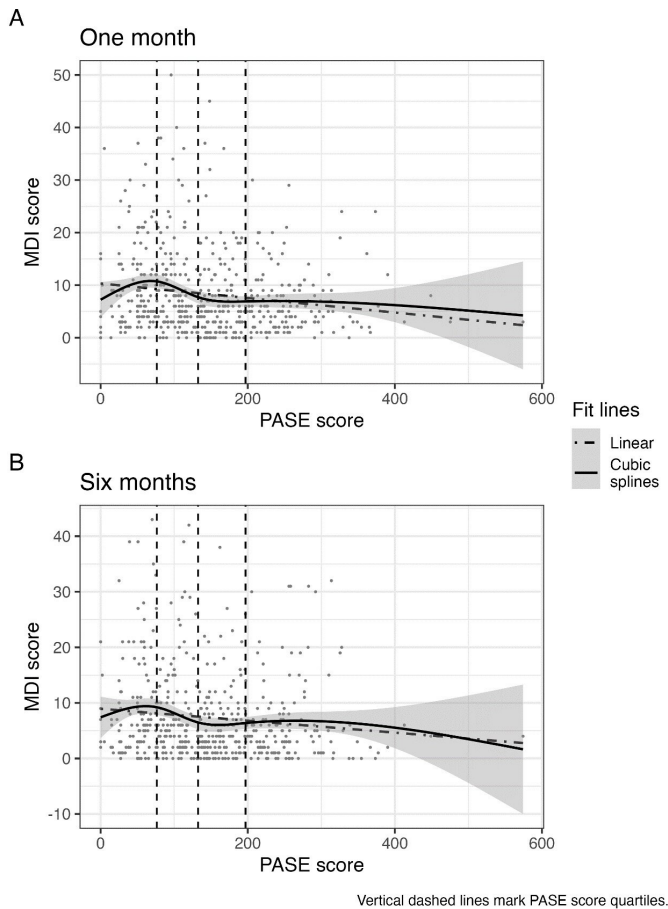 A
One month
50
40
30
20
10
0
MDI score
0
200
400
600
PASE score
Fit lines
Linear
Cubic
splines
B
Six months
40
30
20
10
0
-10
MDI score
0
200
400
600
PASE score
Vertical dashed lines mark PASE score quartiles.